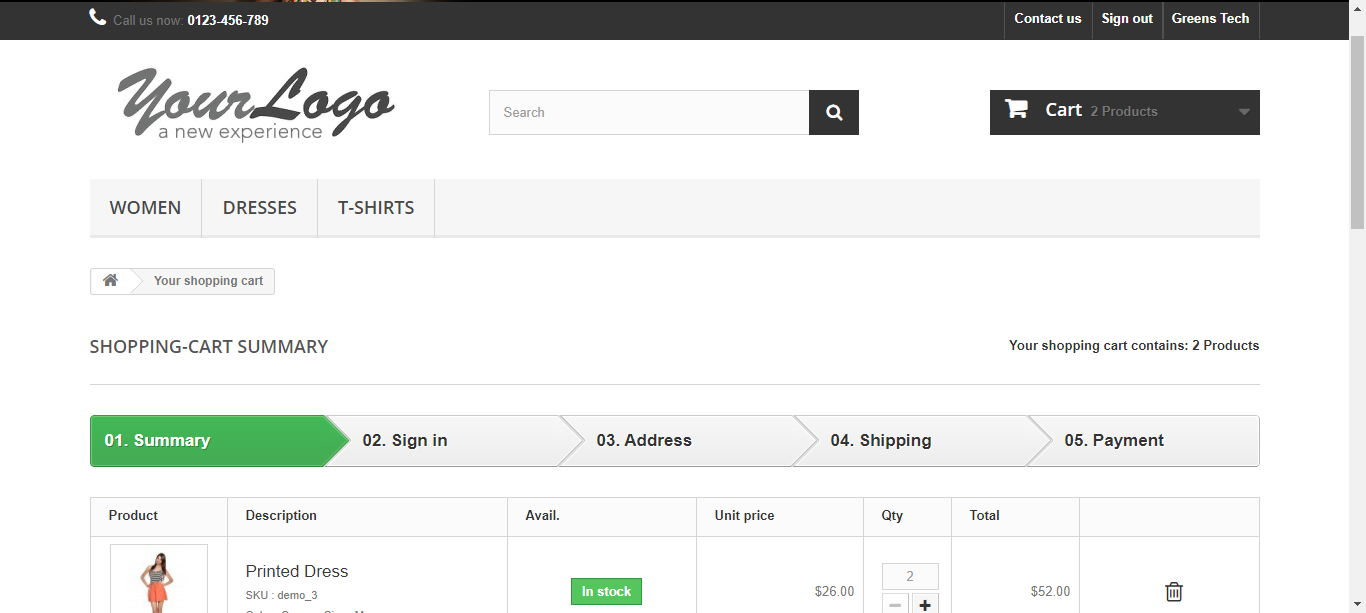 Call us now: 0123-456-789
Contact us
Sign out
Greens Tech
YourLogo
a new experience
Search
Cart 2 Products
WOMEN
DRESSES
T-SHIRTS
Your shopping cart
SHOPPING-CART SUMMARY
Your shopping cart contains: 2 Products
01. Summary
02. Sign in
03. Address
04. Shipping
05. Payment
Product
Description
Avail.
Unit price
Qty
Total
Printed Dress
SKU : demo_3
In stock
$26.00
2
$52.00